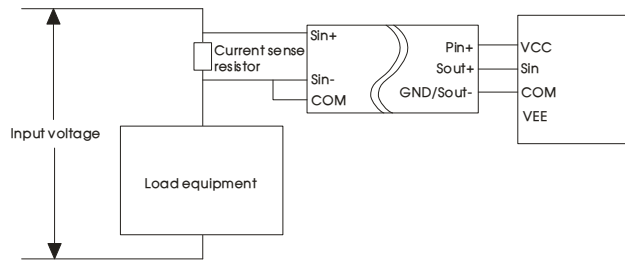 Sin+
Current sense
resistor
Sin-
COM
Pin+
Sout+
GND/Sout-
VCC
Sin
COM
VEE
Input voltage
Load equipment